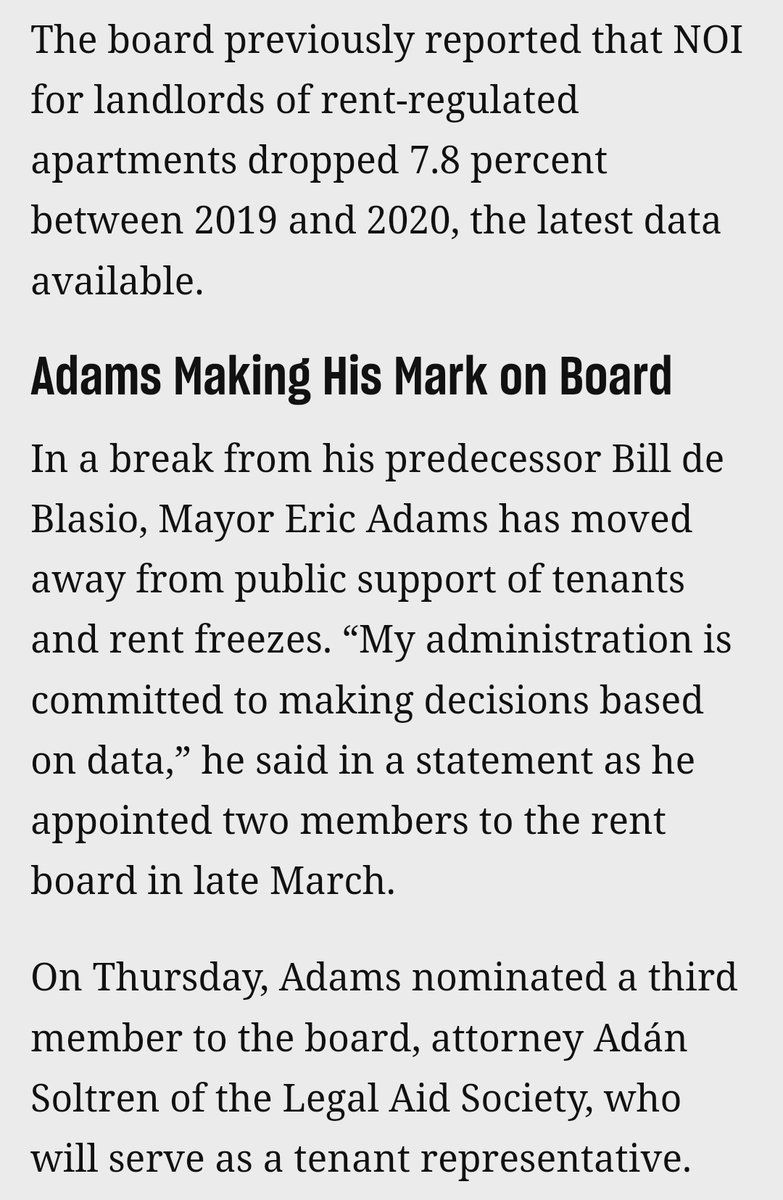 The board previously reported that NOI
for landlords of rent-regulated
apartments dropped 7.8 percent
between 2019 and 2020, the latest data
available.
Adams Making His Mark on Board
In a break from his predecessor Bill de
Blasio, Mayor Eric Adams has moved
away from public support of tenants
and rent freezes. “My administration is
committed to making decisions based
on data,” he said in a statement as he
appointed two members to the rent
board in late March.
On Thursday, Adams nominated a third
member to the board, attorney Adán
Soltren of the Legal Aid Society, who
will serve as a tenant representative.